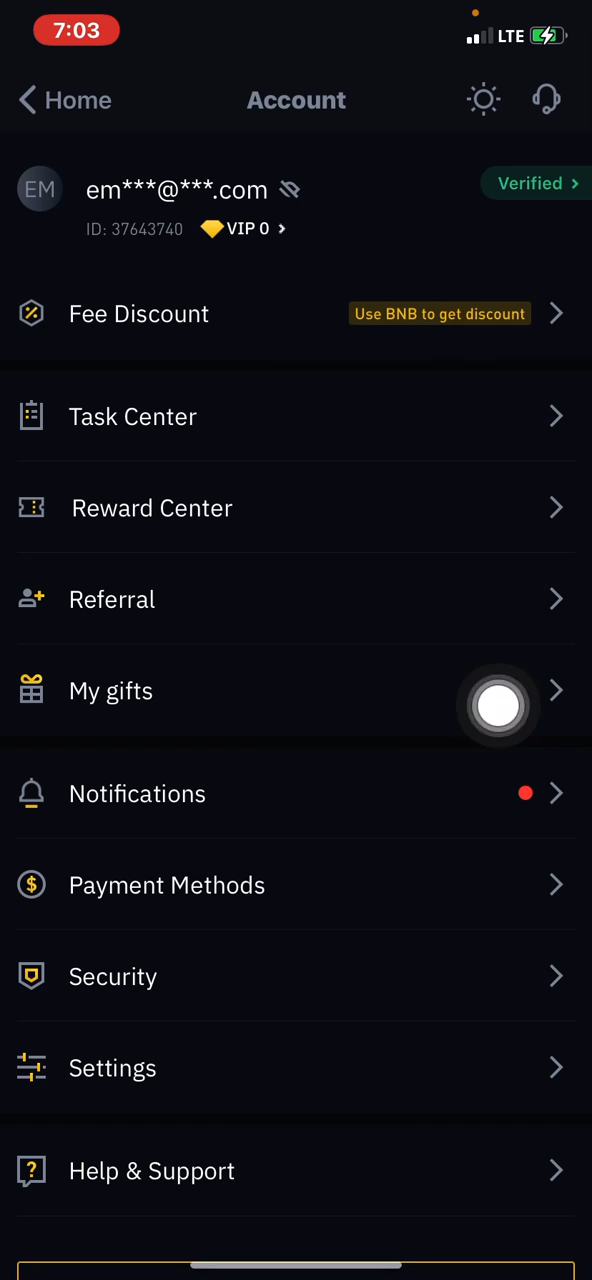 7:03
LTE
Home
Account
EM
em***@***.com
Verified
ID: 37643740
VIP 0
Fee Discount
Use BNB to get discount
Task Center
Reward Center
Referral
My gifts
Notifications
Payment Methods
Security
Settings
Help & Support